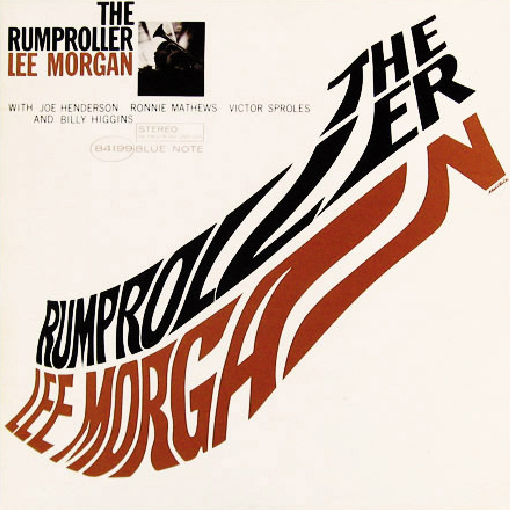 THE
RUMPROLLER
LEE MORGAN
WITH JOE HENDERSON RONNIE MATHEWS VICTOR SPROLES
AND BILLY HIGGINS
STEREO
84199 BLUE NOTE
THE
RUMPROLLER
LEE MORGAN